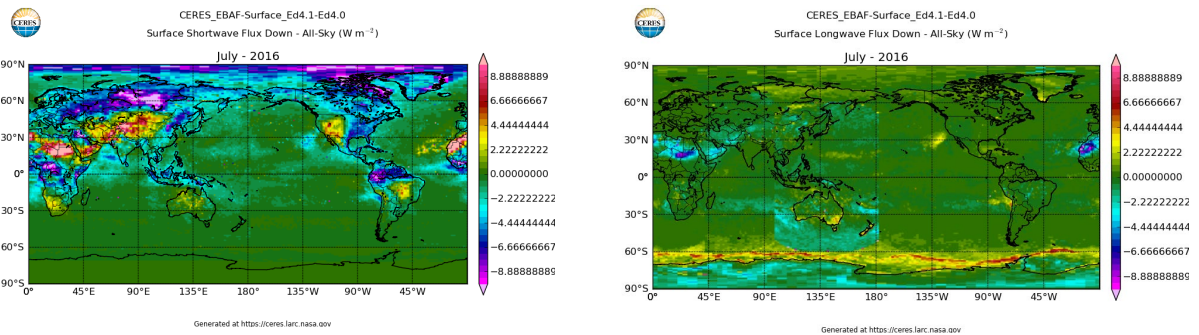 CERES
CERES_EBAF-Surface_Ed4.1-Ed4.0
Surface Shortwave Flux Down - All-Sky (W m⁻²)
July - 2016
90°N
60°N
30°N
0°
30°S
60°S
90°S
0°
45°E
90°E
135°E
180°
135°W
90°W
45°W
8.88888889
6.66666667
4.44444444
2.22222222
0.00000000
−2.22222222
−4.44444444
−6.66666667
−8.88888889
Generated at https://ceres.larc.nasa.gov
CERES
CERES_EBAF-Surface_Ed4.1-Ed4.0
Surface Longwave Flux Down - All-Sky (W m⁻²)
July - 2016
90°N
60°N
30°N
0°
30°S
60°S
90°S
0°
45°E
90°E
135°E
180°
135°W
90°W
45°W
8.88888889
6.66666667
4.44444444
2.22222222
0.00000000
−2.22222222
−4.44444444
−6.66666667
−8.88888889
Generated at https://ceres.larc.nasa.gov